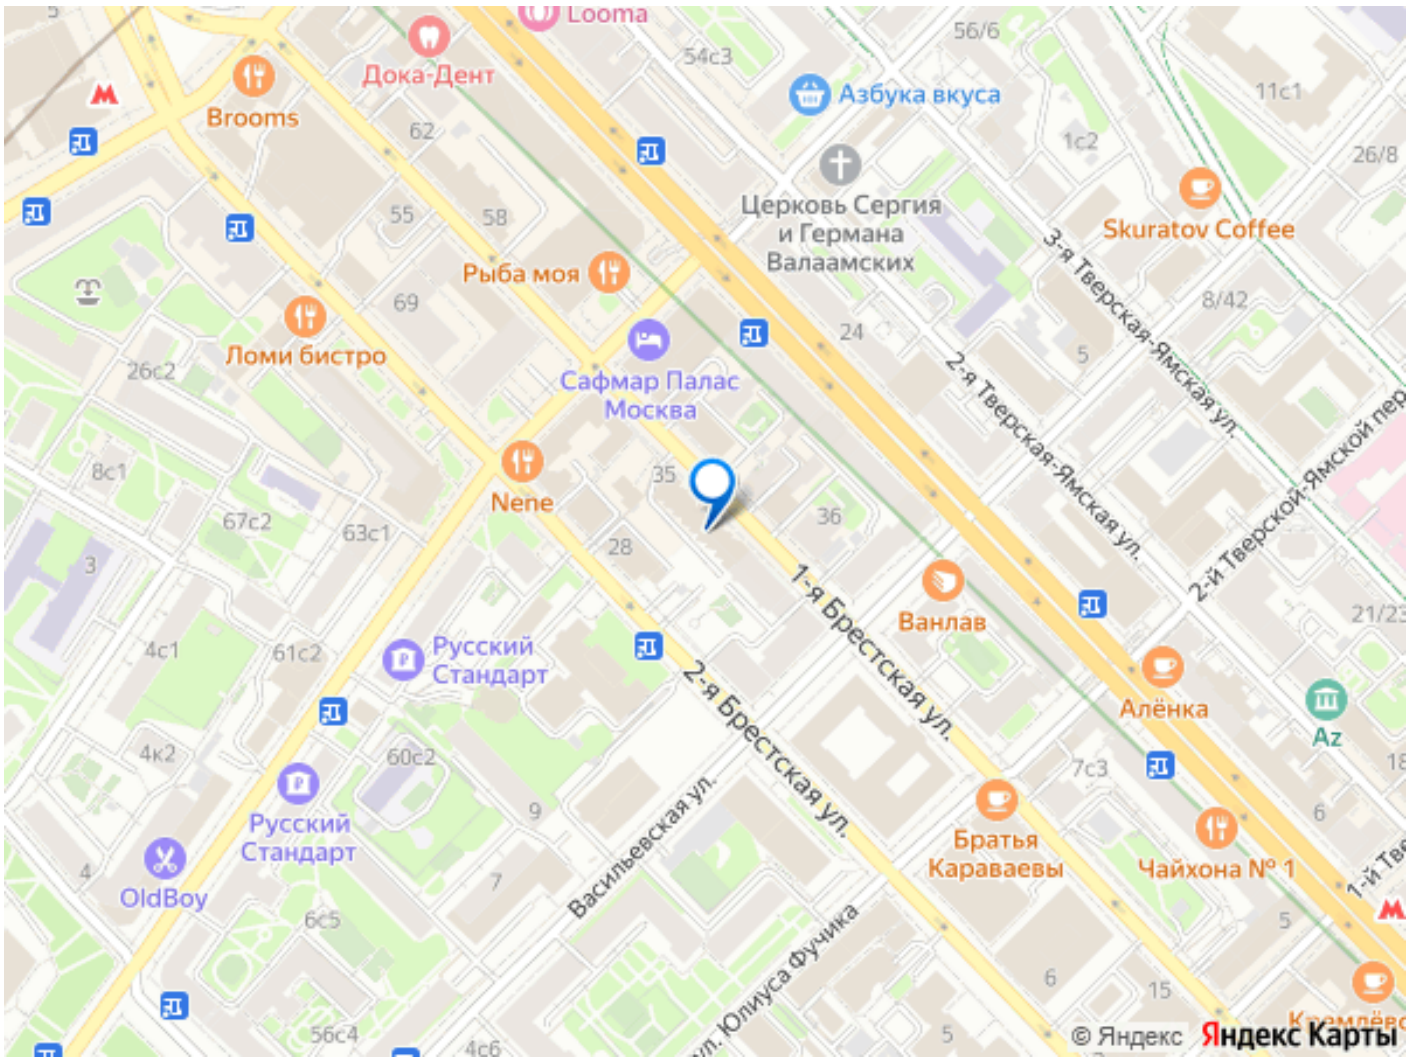 Looma
56/6
54с3
Дока-Дент
Азбука вкуса
11с1
Brooms
62
1с2
26/8
Церковь Сергия
и Германа
Валаамских
55
58
Skuratov Coffee
3-я Тверская-Ямская ул.
Рыба моя
69
8/42
24
5
Ломи бистро
26с2
Сафмар Палас
Москва
2-я Тверская-Ямская ул.
2-й Тверской-Ямской пер
8с1
35
Nene
67с2
63с1
36
28
3
1-я Брестская ул.
Ванлав
21/23
4с1
61с2
Русский
Стандарт
2-я Брестская ул.
Алёнка
Az
4к2
60с2
7с3
18
Русский
Стандарт
9
Васильевская ул.
6
Братья
Караваевы
Чайхона № 1
4
OldBoy
7
1-й Тве
6с5
5
ул. Юлиуса Фучика
6
15
56с4
4с6
5
Кремлёвс
© Яндекс Яндекс Карты